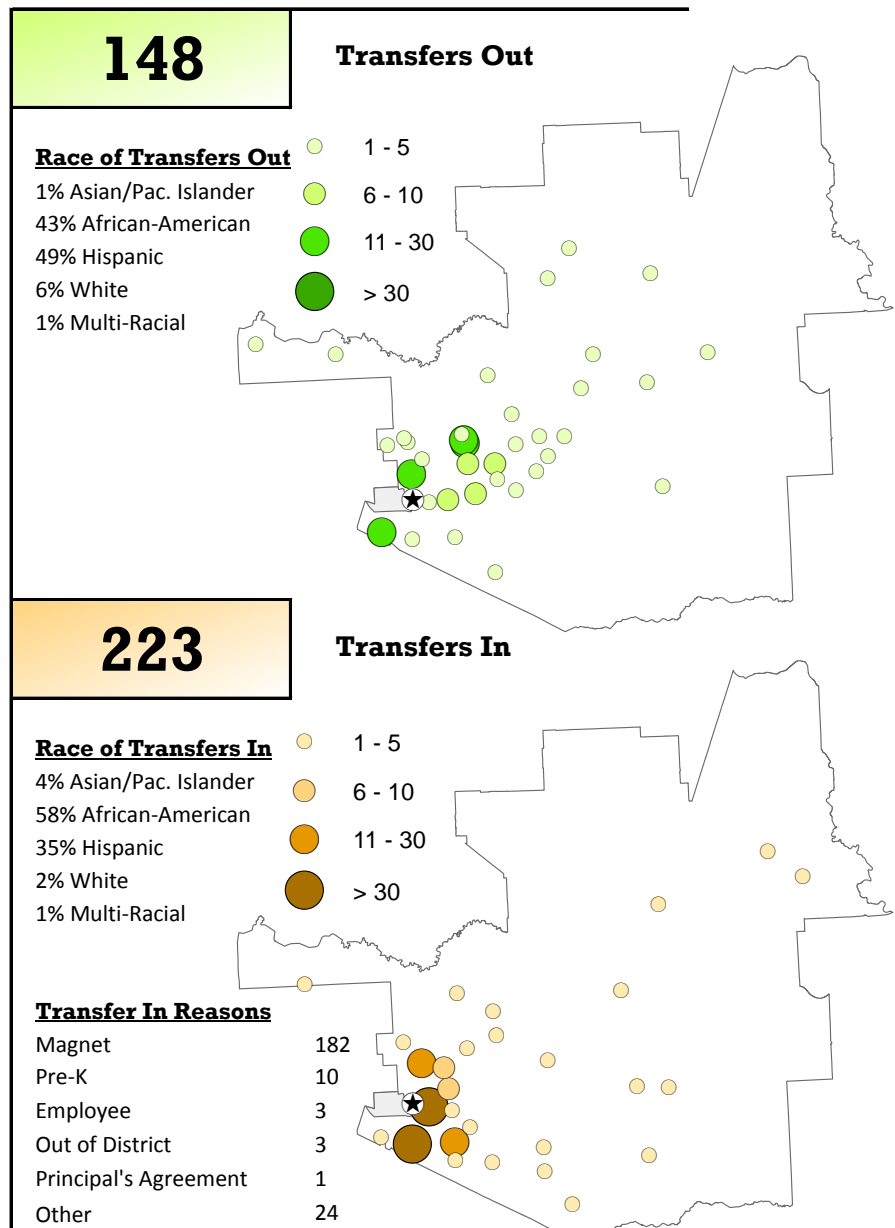 148
Transfers Out
Race of Transfers Out
1% Asian/Pac. Islander
43% African-American
49% Hispanic
6% White
1% Multi-Racial
1 - 5
6 - 10
11 - 30
> 30
223
Transfers In
Race of Transfers In
4% Asian/Pac. Islander
58% African-American
35% Hispanic
2% White
1% Multi-Racial
1 - 5
6 - 10
11 - 30
> 30
Transfer In Reasons
Magnet 182
Pre-K 10
Employee 3
Out of District 3
Principal's Agreement 1
Other 24